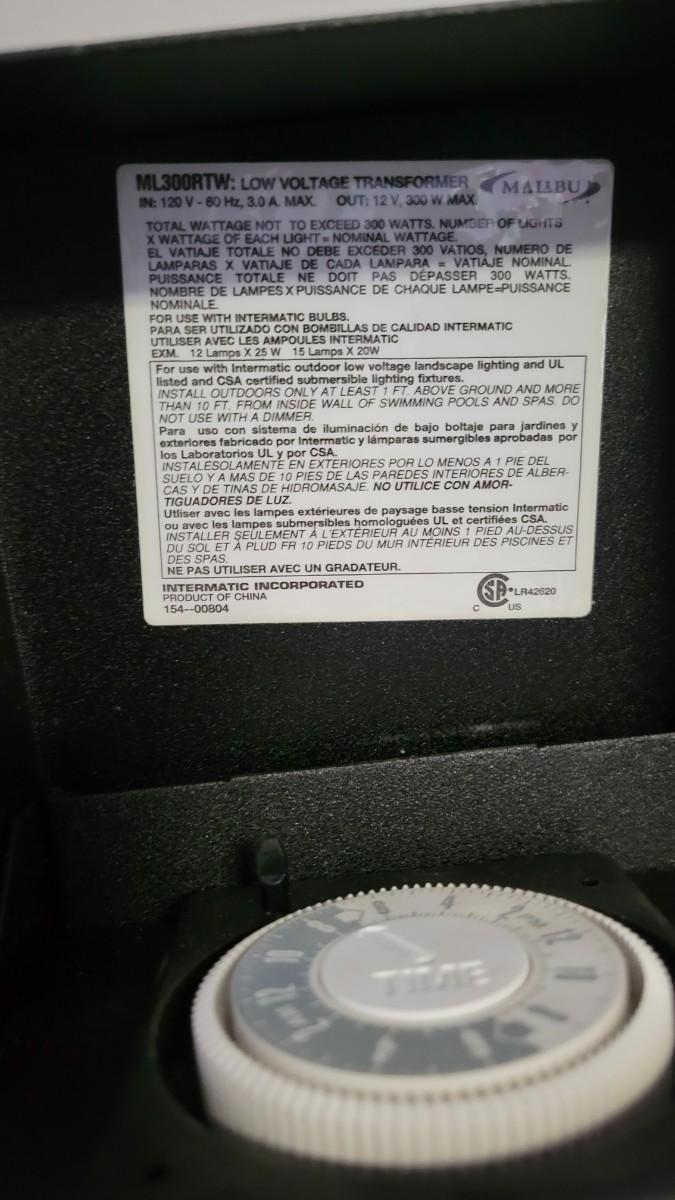 ML300RTW: LOW VOLTAGE TRANSFORMER MALIBU
IN: 120 V - 60 Hz, 3.0 A. MAX. OUT: 12 V, 300 W MAX
TOTAL WATTAGE NOT TO EXCEED 300 WATTS. NUMBER OF LIGHTS
X WATTAGE OF EACH LIGHT = NOMINAL WATTAGE.
EL VATIAJE TOTALE NO DEBE EXCEDER 300 VATIOS, NUMERO DE
LAMPARAS X VATIAJE DE CADA LAMPARA = VATIAJE NOMINAL.
PUISSANCE TOTALE NE DOIT PAS DÉPASSER 300 WATTS.
NOMBRE DE LAMPES X PUISSANCE DE CHAQUE LAMPE=PUISSANCE
NOMINALE.
FOR USE WITH INTERMATIC BULBS.
PARA SER UTILIZADO CON BOMBILLAS DE CALIDAD INTERMATIC
UTILISER AVEC LES AMPOULES INTERMATIC
EXM. 12 Lamps X 25 W 15 Lamps X 20W
For use with Intermatic outdoor low voltage landscape lighting and UL
listed and CSA certified submersible lighting fixtures.
INSTALL OUTDOORS ONLY AT LEAST 1 FT. ABOVE GROUND AND MORE
THAN 10 FT. FROM INSIDE WALL OF SWIMMING POOLS AND SPAS. DO
NOT USE WITH A DIMMER.
Para uso con sistema de iluminación de bajo boltaje para jardines y
exteriores fabricado por Intermatic y lámparas sumergibles aprobadas por
los Laboratorios UL y por CSA.
INSTALESOLAMENTE EN EXTERIORES POR LO MENOS A 1 PIE DEL
SUELO Y A MAS DE 10 PIES DE LAS PAREDES INTERIORES DE ALBER-
CAS Y DE TINAS DE HIDROMASAJE. NO UTILICE CON AMOR-
TIGUADORES DE LUZ.
Utliser avec les lampes extérieures de paysage basse tension Intermatic
ou avec les lampes submersibles homologuées UL et certifiées CSA.
INSTALLER SEULEMENT À L'EXTÉRIEUR AU MOINS 1 PIED AU-DESSUS
DU SOL ET À PLUD FR 10 PIEDS DU MUR INTÉRIEUR DES PISCINES ET
DES SPAS.
NE PAS UTILISER AVEC UN GRADATEUR.
INTERMATIC INCORPORATED
PRODUCT OF CHINA
154--00804
SA LR42620
C US
2 PM 12
4
6
8
10
12
TIME